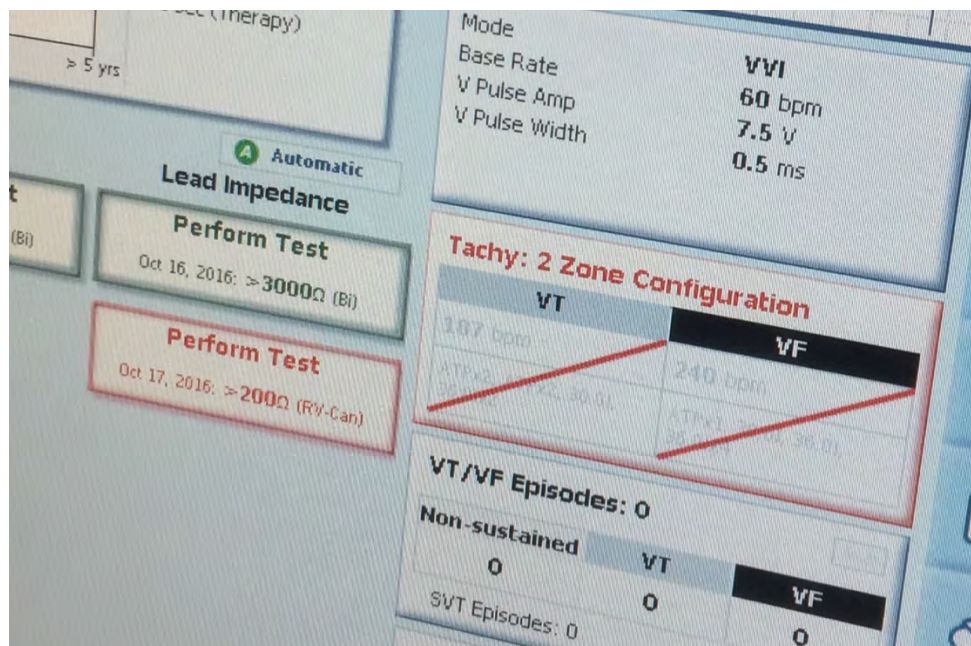 (Therapy)
> 5 yrs
A Automatic
Lead Impedance
(Bi)
Perform Test
Oct 16, 2016: >3000Ω (Bi)
Perform Test
Oct 17, 2016: >200Ω (RV-Can)
Mode VVI
Base Rate 60 bpm
V Pulse Amp 7.5 V
V Pulse Width 0.5 ms
Tachy: 2 Zone Configuration
VT VF
187 bpm 240 bpm
VT/VF Episodes: 0
Non-sustained VT VF
0 0 0
SVT Episodes: 0